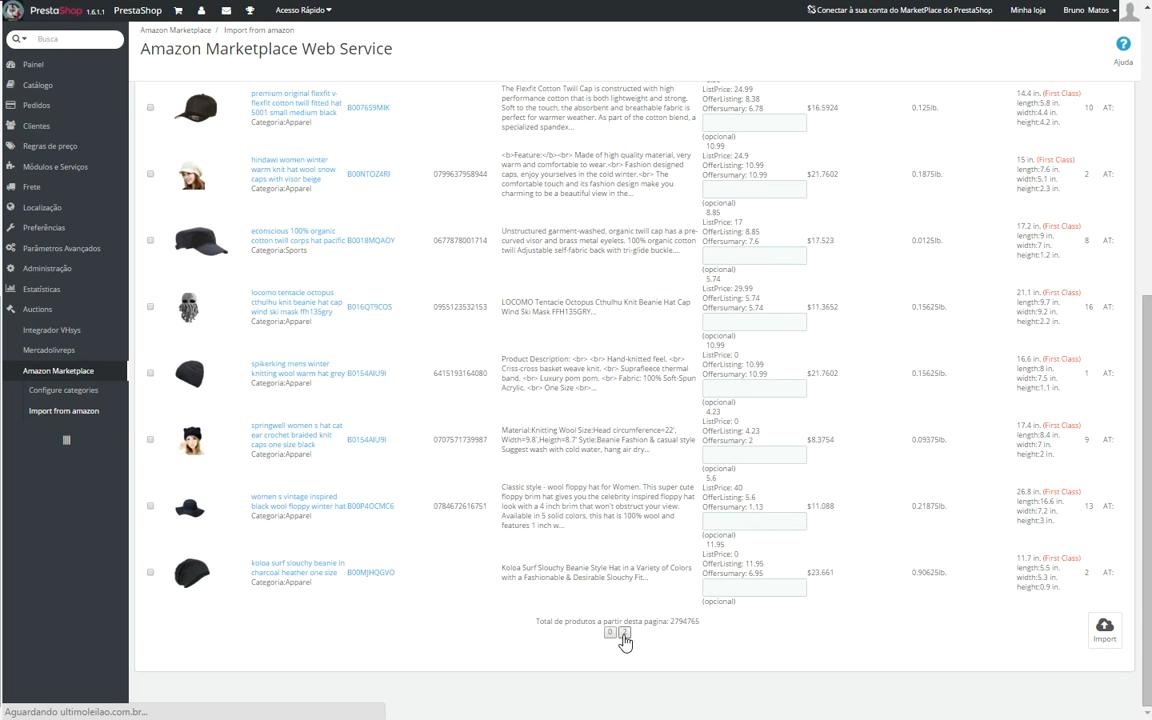 PrestaShop 1.6.1.1 PrestaShop Acesso Rápido Conectar à sua conta do MarketPlace do PrestaShop Minha loja Bruno Matos
Busca
Painel
Catálogo
Pedidos
Clientes
Regras de preço
Módulos e Serviços
Frete
Localização
Preferências
Parâmetros Avançados
Administração
Estatísticas
Auctions
Integrador VHsys
Mercadolivreps
Amazon Marketplace
Configure categories
Import from amazon
Amazon Marketplace / Import from amazon
Amazon Marketplace Web Service
Ajuda
premium original flexfit v-
flexfit cotton twill fitted hat
5001 small medium black
Categoria:Apparel
B007659MIK
The Flexfit Cotton Twill Cap is constructed with high
performance cotton that is both lightweight and strong.
Soft to the touch, the absorbent and breathable fabric is
perfect for warmer weather. As part of the cotton blend, a
specialized spandex...
ListPrice: 24.99
OfferListing: 8.38
Offersumary: 6.78
(optional)
$16.5924
0.125lb.
14.4 in. (First Class)
length:5.8 in.
width:4.4 in.
height:4.2 in.
10 AT:
hindawi women winter
warm knit hat wool snow
caps with visor beige
Categoria:Apparel
B00NTOZ4RI
0799637958944
<b>Feature:</b><br> Made of high quality material, very
warm and comfortable to wear.<br> Fashion designed
caps, enjoy yourselves in the cold winter.<br> The
comfortable touch and its fashion design make you
charming to be a beautiful view in the...
10.99
ListPrice: 24.9
OfferListing: 10.99
Offersumary: 10.99
(optional)
$21.7602
0.1875lb.
15 in. (First Class)
length:7.6 in.
width:5.1 in.
height:2.3 in.
2 AT:
econscious 100% organic
cotton twill corps hat pacific
Categoria:Sports
B0018MQAOY
0677878001714
Unstructured garment-washed, organic twill cap has a pre-
curved visor and brass metal eyelets. 100% organic cotton
twill Adjustable self-fabric back with tri-glide buckle....
8.85
ListPrice: 17
OfferListing: 8.85
Offersumary: 7.6
(optional)
$17.523
0.0125lb.
17.2 in. (First Class)
length:9 in.
width:7 in.
height:1.2 in.
8 AT:
locomo tentacle octopus
cthulhu knit beanie hat cap
wind ski mask ffh135gry
Categoria:Apparel
B016QT9COS
0955123532153
LOCOMO Tentacle Octopus Cthulhu Knit Beanie Hat Cap
Wind Ski Mask FFH135GRY...
5.74
ListPrice: 29.99
OfferListing: 5.74
Offersumary: 5.74
(optional)
$11.3652
0.15625lb.
21.1 in. (First Class)
length:9.7 in.
width:9.2 in.
height:2.2 in.
16 AT:
spikerking mens winter
knitting wool warm hat grey
Categoria:Apparel
B0154AIU9I
6415193164080
Product Description: <br> <br> Hand-knitted feel. <br>
Criss-cross basket weave knit. <br> Suprafleece thermal
band. <br> Luxury pom pom. <br> Fabric: 100% Soft-Spun
Acrylic. <br> One Size <br>...
10.99
ListPrice: 0
OfferListing: 10.99
Offersumary: 10.99
(optional)
$21.7602
0.15625lb.
16.6 in. (First Class)
length:8 in.
width:7.5 in.
height:1.1 in.
1 AT:
springwell women s hat cat
ear crochet braided knit
caps one size black
Categoria:Apparel
B0154AIU9I
0707571739987
Material:Knitting Wool Size:Head circumference=22',
Width=9.8',Heigth=8.7' Sytle:Beanie Fashion & casual style
Suggest wash with cold water, hang air dry...
4.23
ListPrice: 0
OfferListing: 4.23
Offersumary: 2
(optional)
$8.3754
0.09375lb.
17.4 in. (First Class)
length:8.4 in.
width:7 in.
height:2 in.
9 AT:
women s vintage inspired
black wool floppy winter hat
Categoria:Apparel
B00P4OCMC6
0784672616751
Classic style - wool floppy hat for Women. This super cute
floppy brim hat gives you the celebrity inspired floppy hat
look with a 4 inch brim that won't obstruct your view.
Available in 5 solid colors, this hat is 100% wool and
features 1 inch w...
5.6
ListPrice: 40
OfferListing: 5.6
Offersumary: 1.13
(optional)
$11.088
0.21875lb.
26.8 in. (First Class)
length:16.6 in.
width:7.2 in.
height:3 in.
13 AT:
koloa surf slouchy beanie in
charcoal heather one size
Categoria:Apparel
B00MJHQGVO
Koloa Surf Slouchy Beanie Style Hat in a Variety of Colors
with a Fashionable & Desirable Slouchy Fit...
11.95
ListPrice: 0
OfferListing: 11.95
Offersumary: 6.95
(optional)
$23.661
0.90625lb.
11.7 in. (First Class)
length:5.5 in.
width:5.3 in.
height:0.9 in.
2 AT:
Total de produtos a partir desta pagina: 2794765
0 2
Import
Aguardando ultimoleilao.com.br...